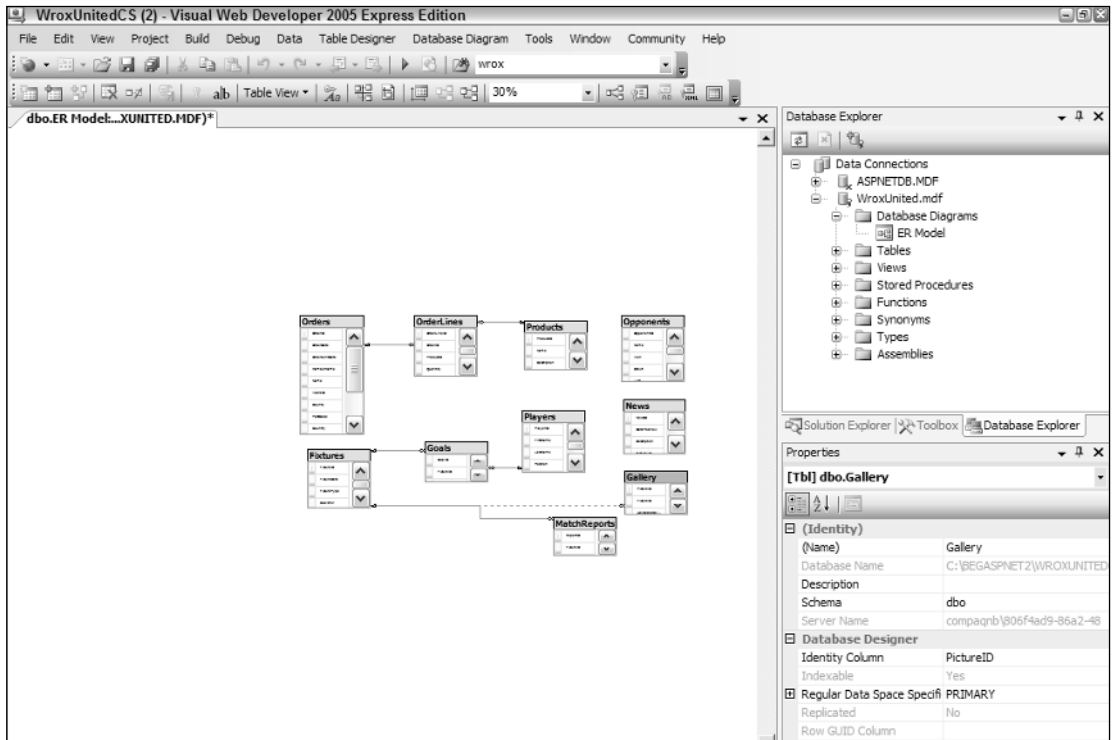 WroxUnitedCS (2) - Visual Web Developer 2005 Express Edition
File Edit View Project Build Debug Data Table Designer Database Diagram Tools Window Community Help
wrox
ab Table View 30%
dbo.ER Model:...XUNITED.MDF)*
Orders
OrderLines
Products
Opponents
Players
News
Fixtures
Goals
Gallery
MatchReports
Database Explorer
Data Connections
ASPNETDB.MDF
WroxUnited.mdf
Database Diagrams
ER Model
Tables
Views
Stored Procedures
Functions
Synonyms
Types
Assemblies
Solution Explorer Toolbox Database Explorer
Properties
[Tbl] dbo.Gallery
(Identity)
(Name) Gallery
Database Name C:\BEGASPNET2\WROXUNITED
Description
Schema dbo
Server Name compaqnb\806f4ad9-86a2-48
Database Designer
Identity Column PictureID
Indexable Yes
Regular Data Space Specifi PRIMARY
Replicated No
Row GUID Column